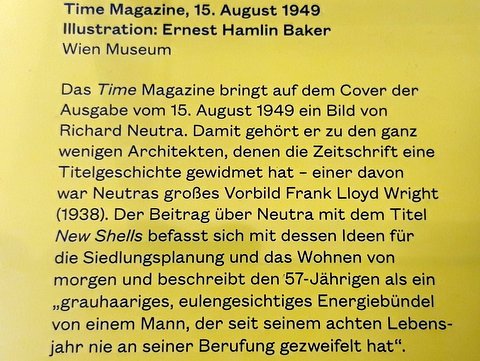 Time Magazine, 15. August 1949
Illustration: Ernest Hamlin Baker
Wien Museum
Das Time Magazine bringt auf dem Cover der
Ausgabe vom 15. August 1949 ein Bild von
Richard Neutra. Damit gehört er zu den ganz
wenigen Architekten, denen die Zeitschrift eine
Titelgeschichte gewidmet hat – einer davon
war Neutras großes Vorbild Frank Lloyd Wright
(1938). Der Beitrag über Neutra mit dem Titel
New Shells befasst sich mit dessen Ideen für
die Siedlungsplanung und das Wohnen von
morgen und beschreibt den 57-Jährigen als ein
„grauhaariges, eulengesichtiges Energiebündel
von einem Mann, der seit seinem achten Lebens-
jahr nie an seiner Berufung gezweifelt hat“.